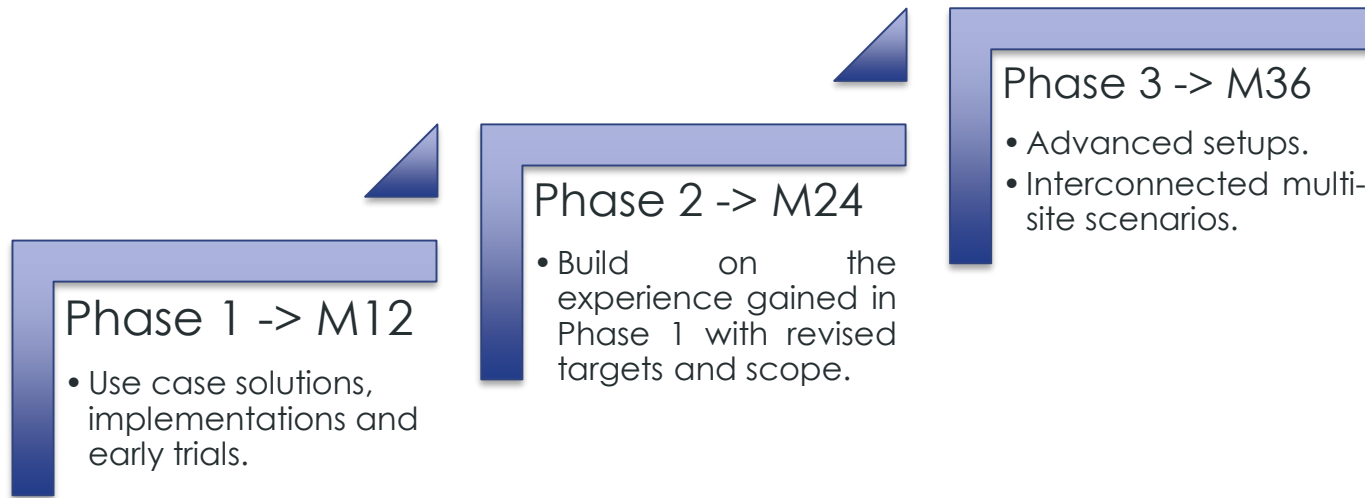 Phase 1 -> M12
• Use case solutions,
implementations and
early trials.
Phase 2 -> M24
• Build on the
experience gained in
Phase 1 with revised
targets and scope.
Phase 3 -> M36
• Advanced setups.
• Interconnected multi-
site scenarios.